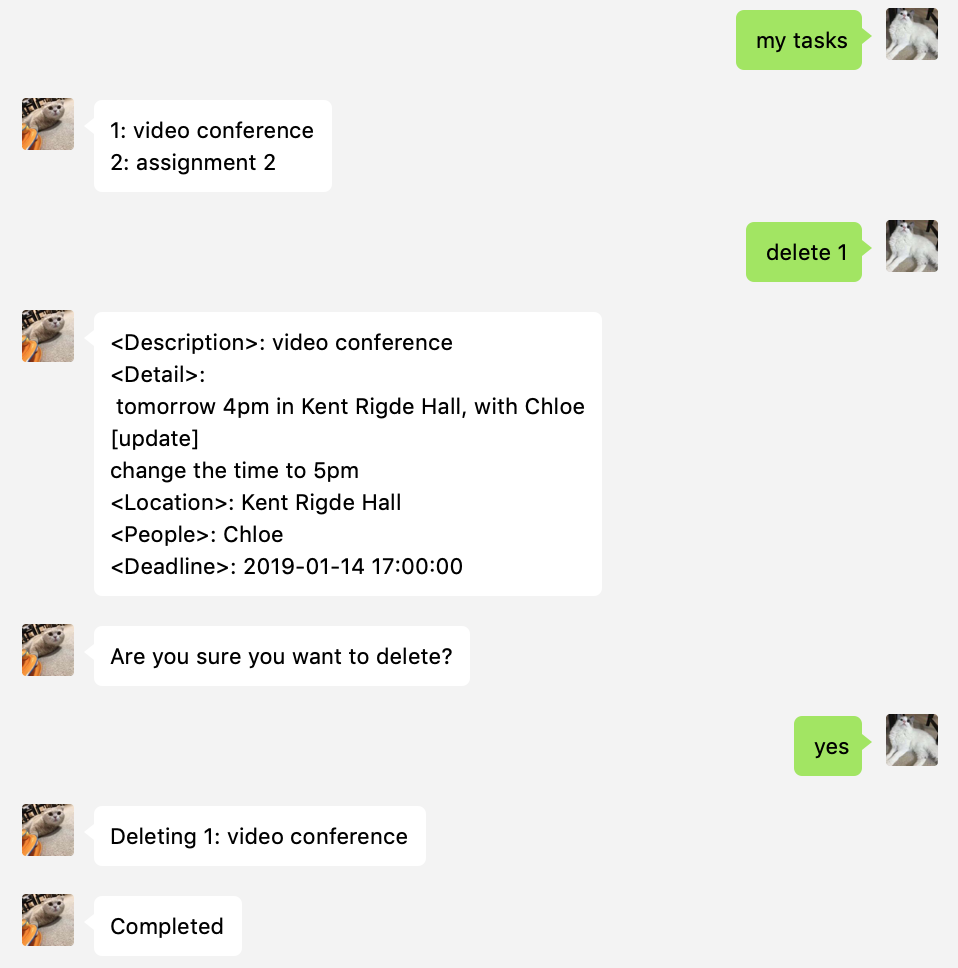 my tasks
1: video conference
2: assignment 2
delete 1
<Description>: video conference
<Detail>:
tomorrow 4pm in Kent Rigde Hall, with Chloe
[update]
change the time to 5pm
<Location>: Kent Rigde Hall
<People>: Chloe
<Deadline>: 2019-01-14 17:00:00
Are you sure you want to delete?
yes
Deleting 1: video conference
Completed